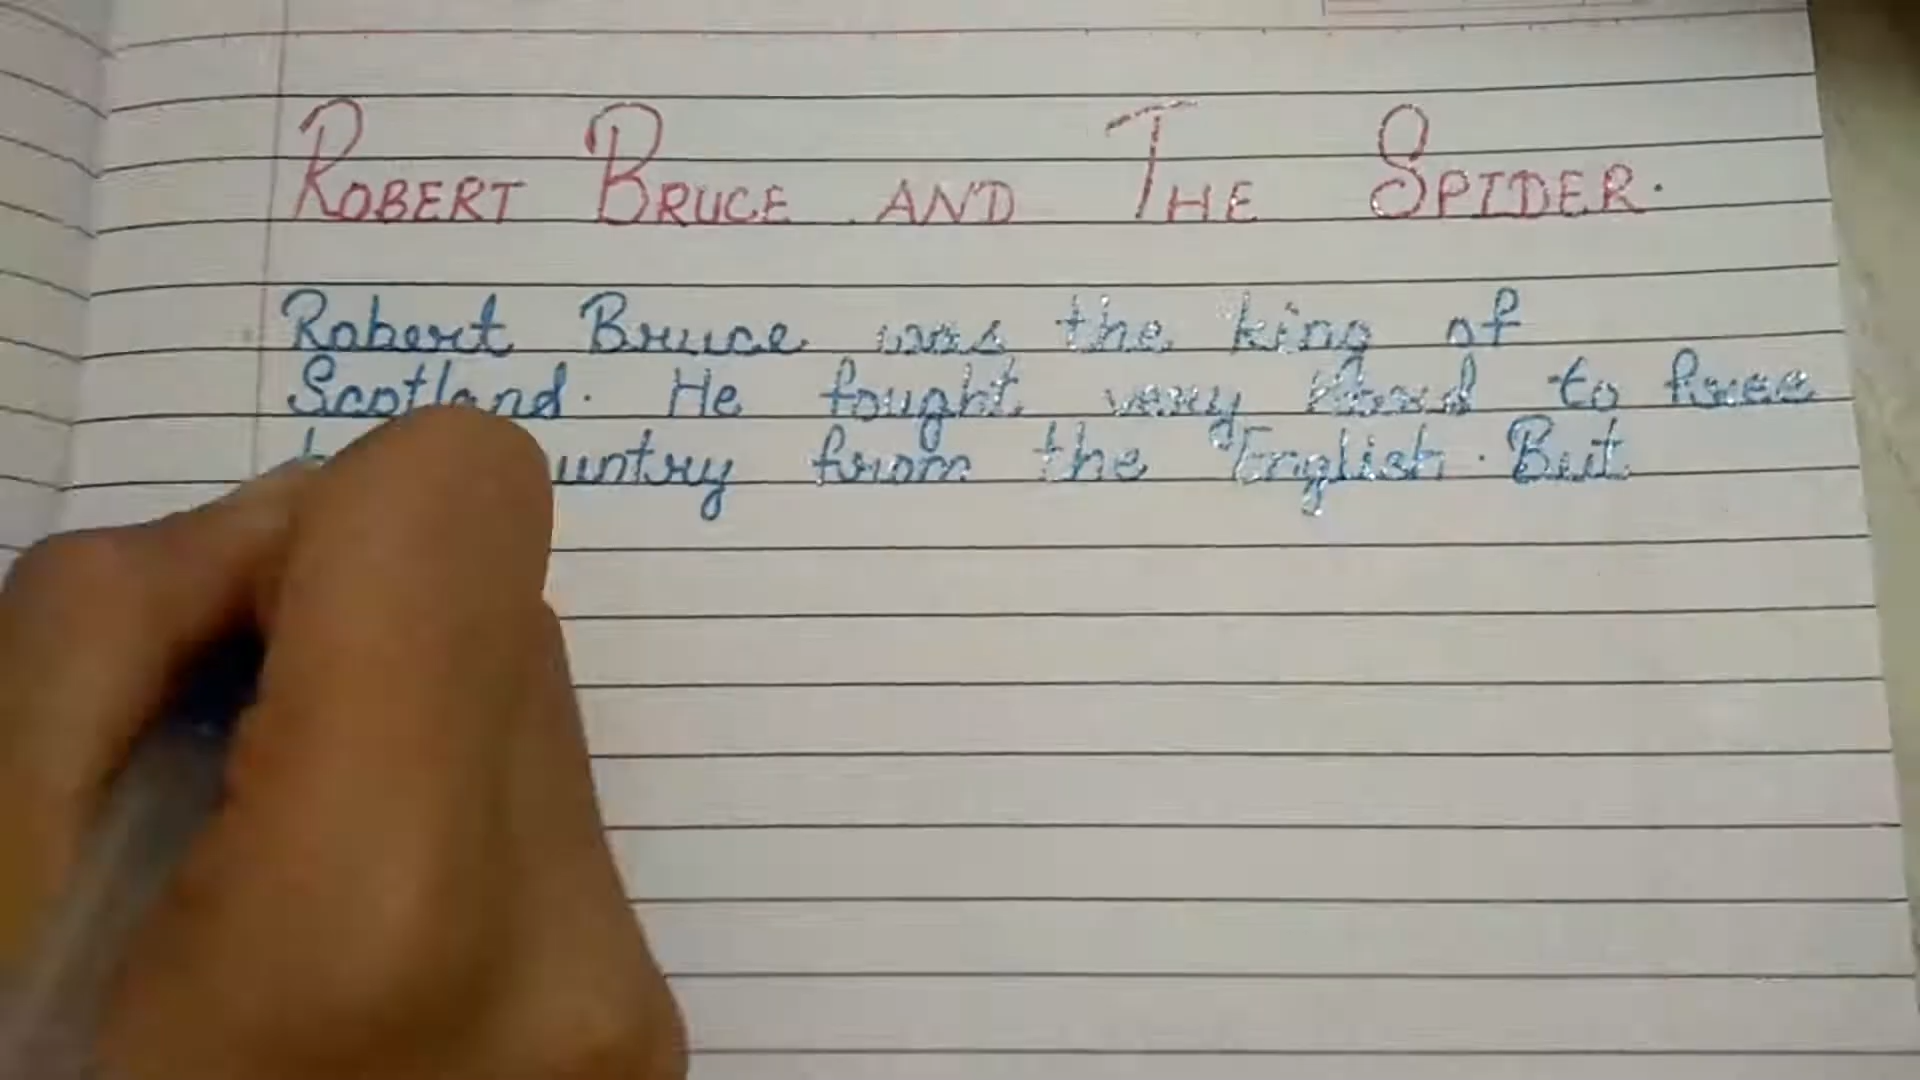 ROBERT BRUCE AND THE SPIDER.
Robert Bruce was the king of
Scotland. He fought very hard to free
untry from the English. But